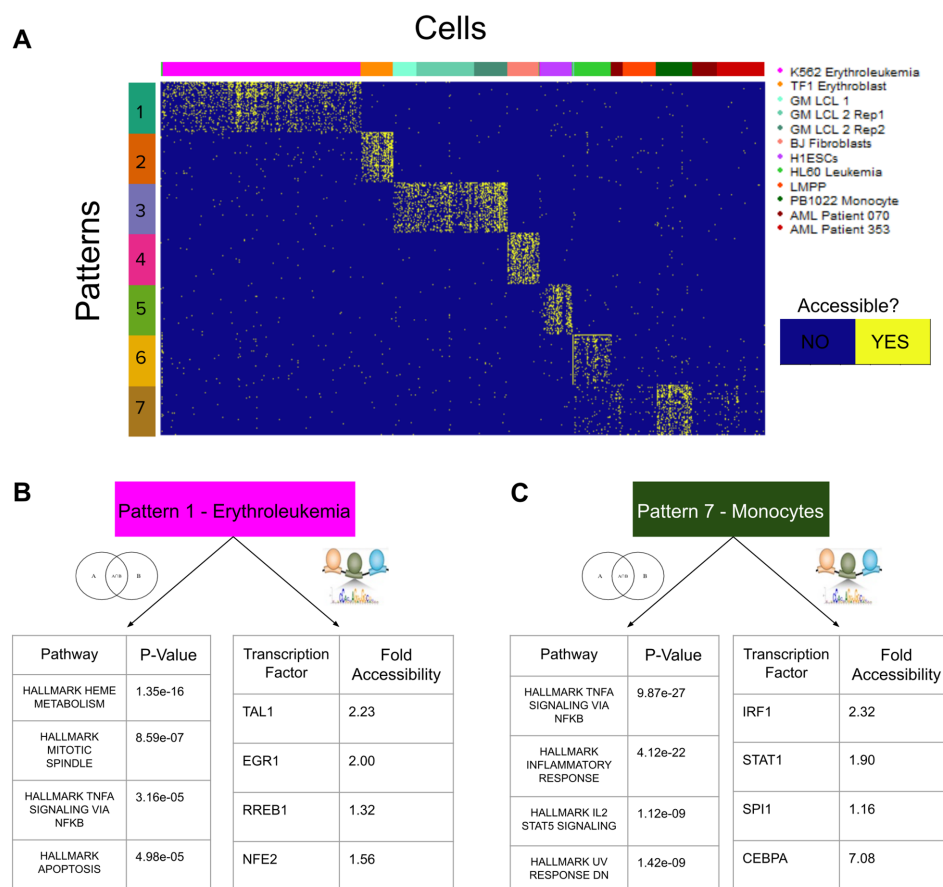 A
Cells
Patterns
1
2
3
4
5
6
7
K562 Erythroleukemia
TF1 Erythroblast
GM LCL 1
GM LCL 2 Rep1
GM LCL 2 Rep2
BJ Fibroblasts
H1ESCs
HL60 Leukemia
LMPP
PB1022 Monocyte
AML Patient 070
AML Patient 353
Accessible?
NO YES
B
Pattern 1 - Erythroleukemia
A A∩B B
Pathway P-Value
HALLMARK HEME
METABOLISM
1.35e-16
HALLMARK
MITOTIC
SPINDLE
8.59e-07
HALLMARK TNFA
SIGNALING VIA
NFKB
3.16e-05
HALLMARK
APOPTOSIS
4.98e-05
Transcription
Factor
Fold
Accessibility
TAL1 2.23
EGR1 2.00
RREB1 1.32
NFE2 1.56
C
Pattern 7 - Monocytes
A A∩B B
Pathway P-Value
HALLMARK TNFA
SIGNALING VIA
NFKB
9.87e-27
HALLMARK
INFLAMMATORY
RESPONSE
4.12e-22
HALLMARK IL2
STAT5 SIGNALING
1.12e-09
HALLMARK UV
RESPONSE DN
1.42e-09
Transcription
Factor
Fold
Accessibility
IRF1 2.32
STAT1 1.90
SPI1 1.16
CEBPA 7.08